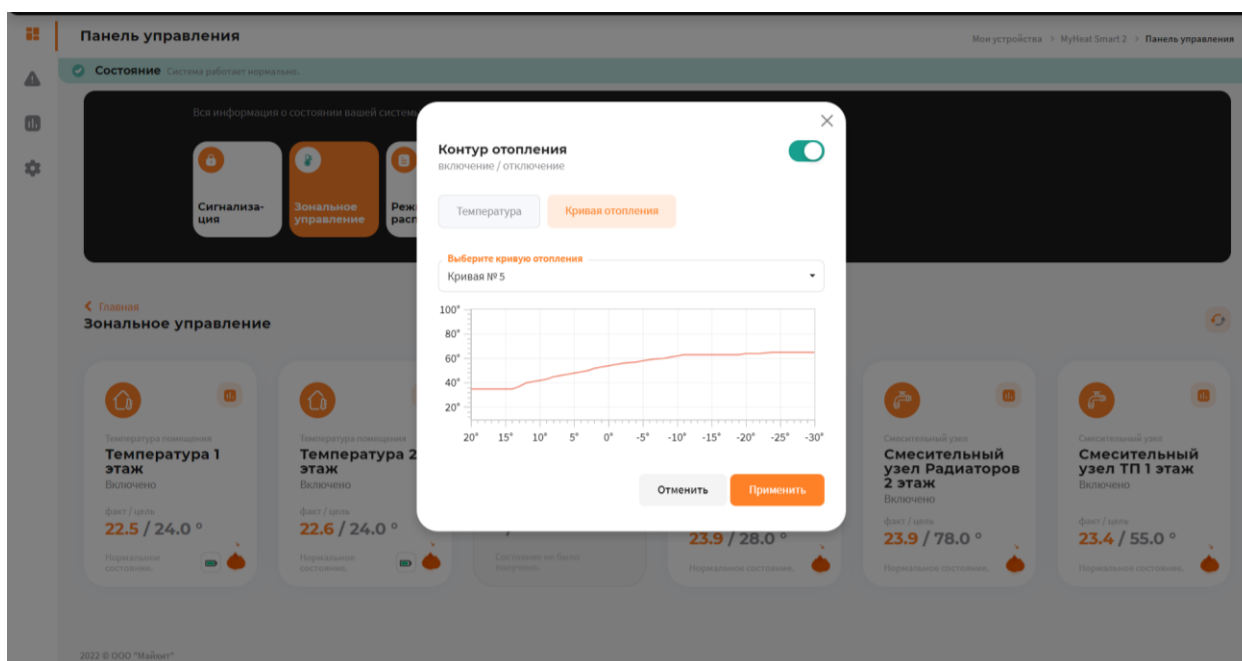 Панель управления
Мои устройства > MyHeat Smart 2 > Панель управления
Состояние Система работает нормально.
Вся информация о состоянии вашей систем
Сигнализа-
ция
Зональное
управление
Реж
расп
Контур отопления
включение / отключение
Температура
Кривая отопления
Выберите кривую отопления
Кривая № 5
100°
80°
60°
40°
20°
20° 15° 10° 5° 0° -5° -10° -15° -20° -25° -30°
Отменить
Применить
Главная
Зональное управление
Температура помещения
Температура 1
этаж
Включено
факт / цель
22.5 / 24.0 °
Нормальное
состояние.
Температура помещения
Температура 2
этаж
Включено
факт / цель
22.6 / 24.0 °
Нормальное
состояние.
/
Состояние не было
получено.
23.9 / 28.0 °
Нормальное состояние.
Смесительный узел
Смесительный
узел Радиаторов
2 этаж
Включено
факт / цель
23.9 / 78.0 °
Нормальное состояние.
Смесительный узел
Смесительный
узел ТП 1 этаж
Включено
факт / цель
23.4 / 55.0 °
Нормальное состояние.
2022 © ООО "Майхит"